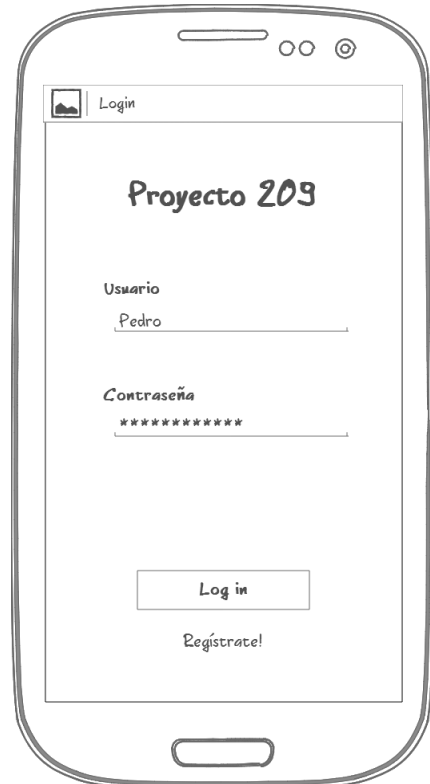 Login
Proyecto 209
Usuario
Pedro
Contraseña
************
Log in
Regístrate!